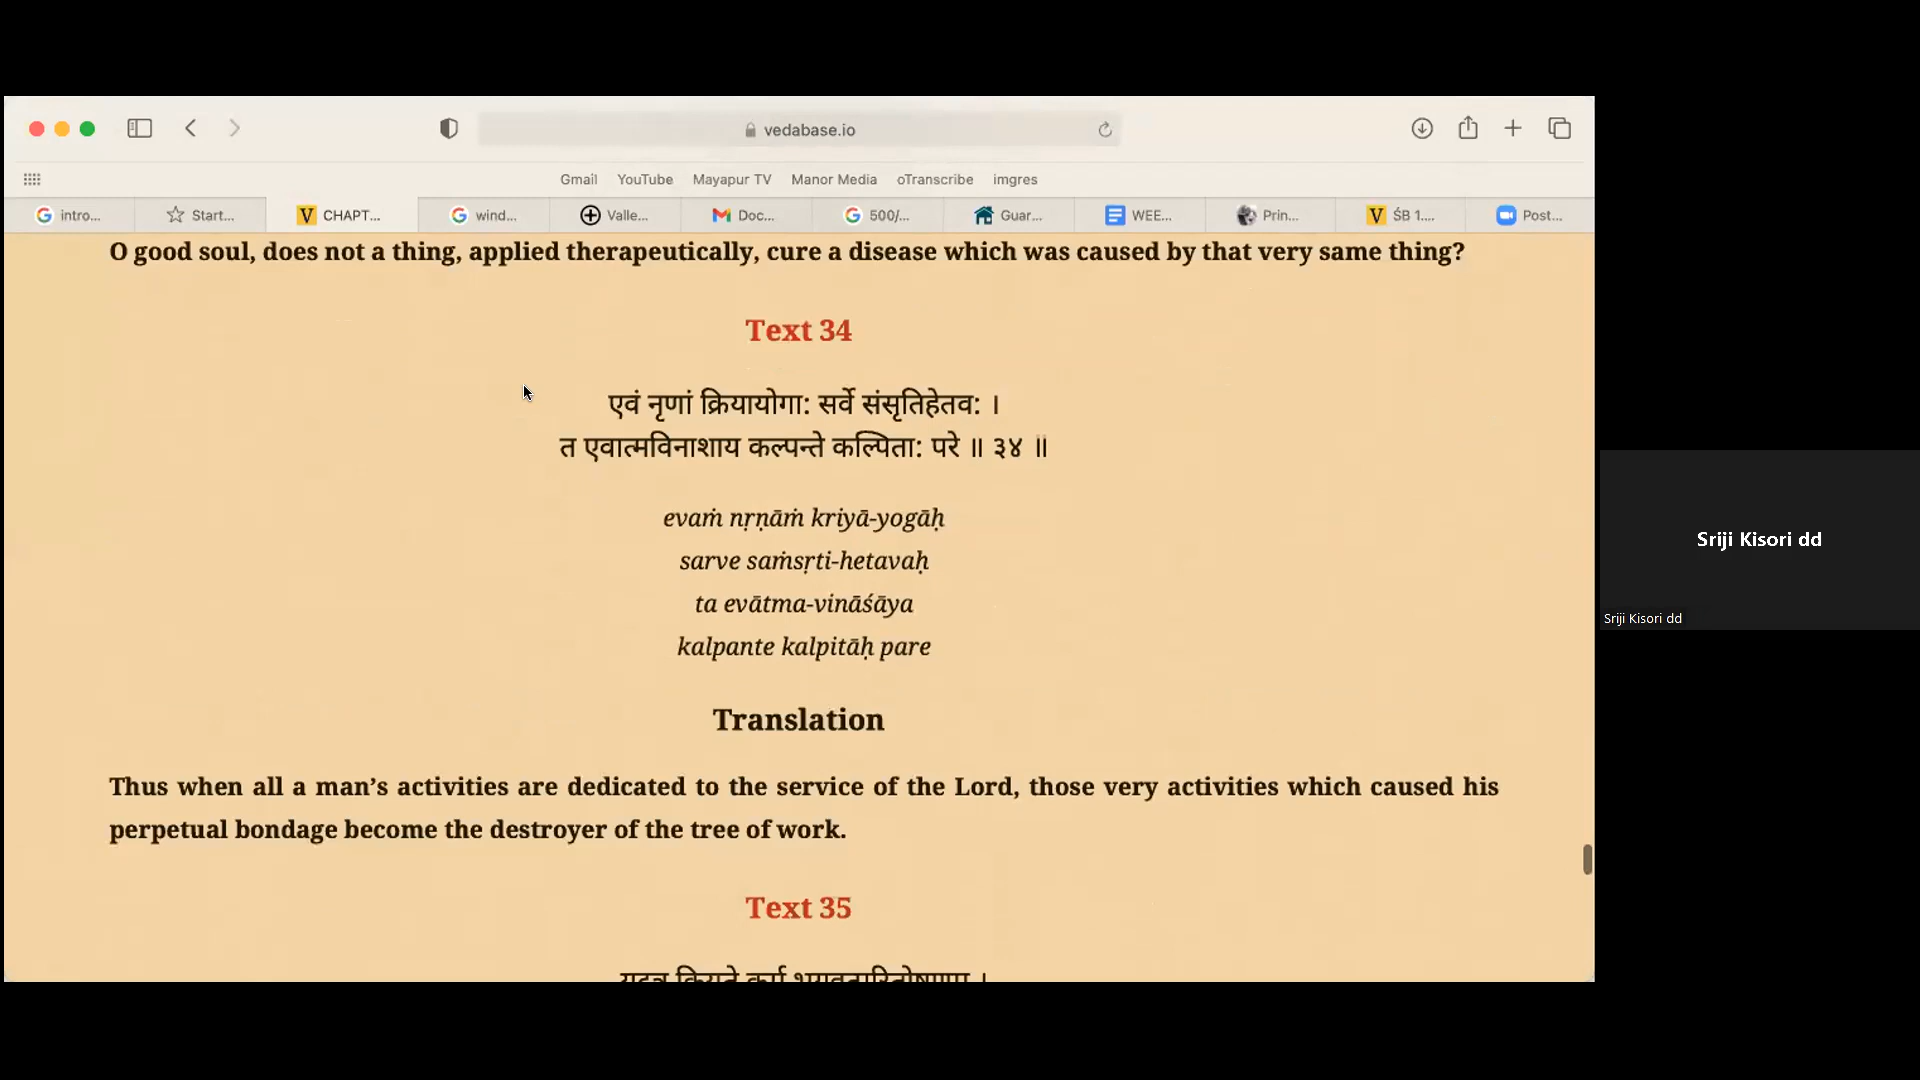 vedabase.io
Gmail YouTube Mayapur TV Manor Media oTranscribe imgres
intro... Start... CHAPT... wind... Valle... Doc... 500/... Guar... WEE... Prin... ŚB 1.... Post...
O good soul, does not a thing, applied therapeutically, cure a disease which was caused by that very same thing?
Text 34
एवं नृणां क्रियायोगा: सर्वे संसृतिहेतव: ।
त एवात्मविनाशाय कल्पन्ते कल्पिता: परे ॥ ३४ ॥
evaṁ nṛṇāṁ kriyā-yogāḥ
sarve saṁsṛti-hetavaḥ
ta evātma-vināśāya
kalpante kalpitāḥ pare
Translation
Thus when all a man’s activities are dedicated to the service of the Lord, those very activities which caused his
perpetual bondage become the destroyer of the tree of work.
Text 35
Sriji Kisori dd
Sriji Kisori dd